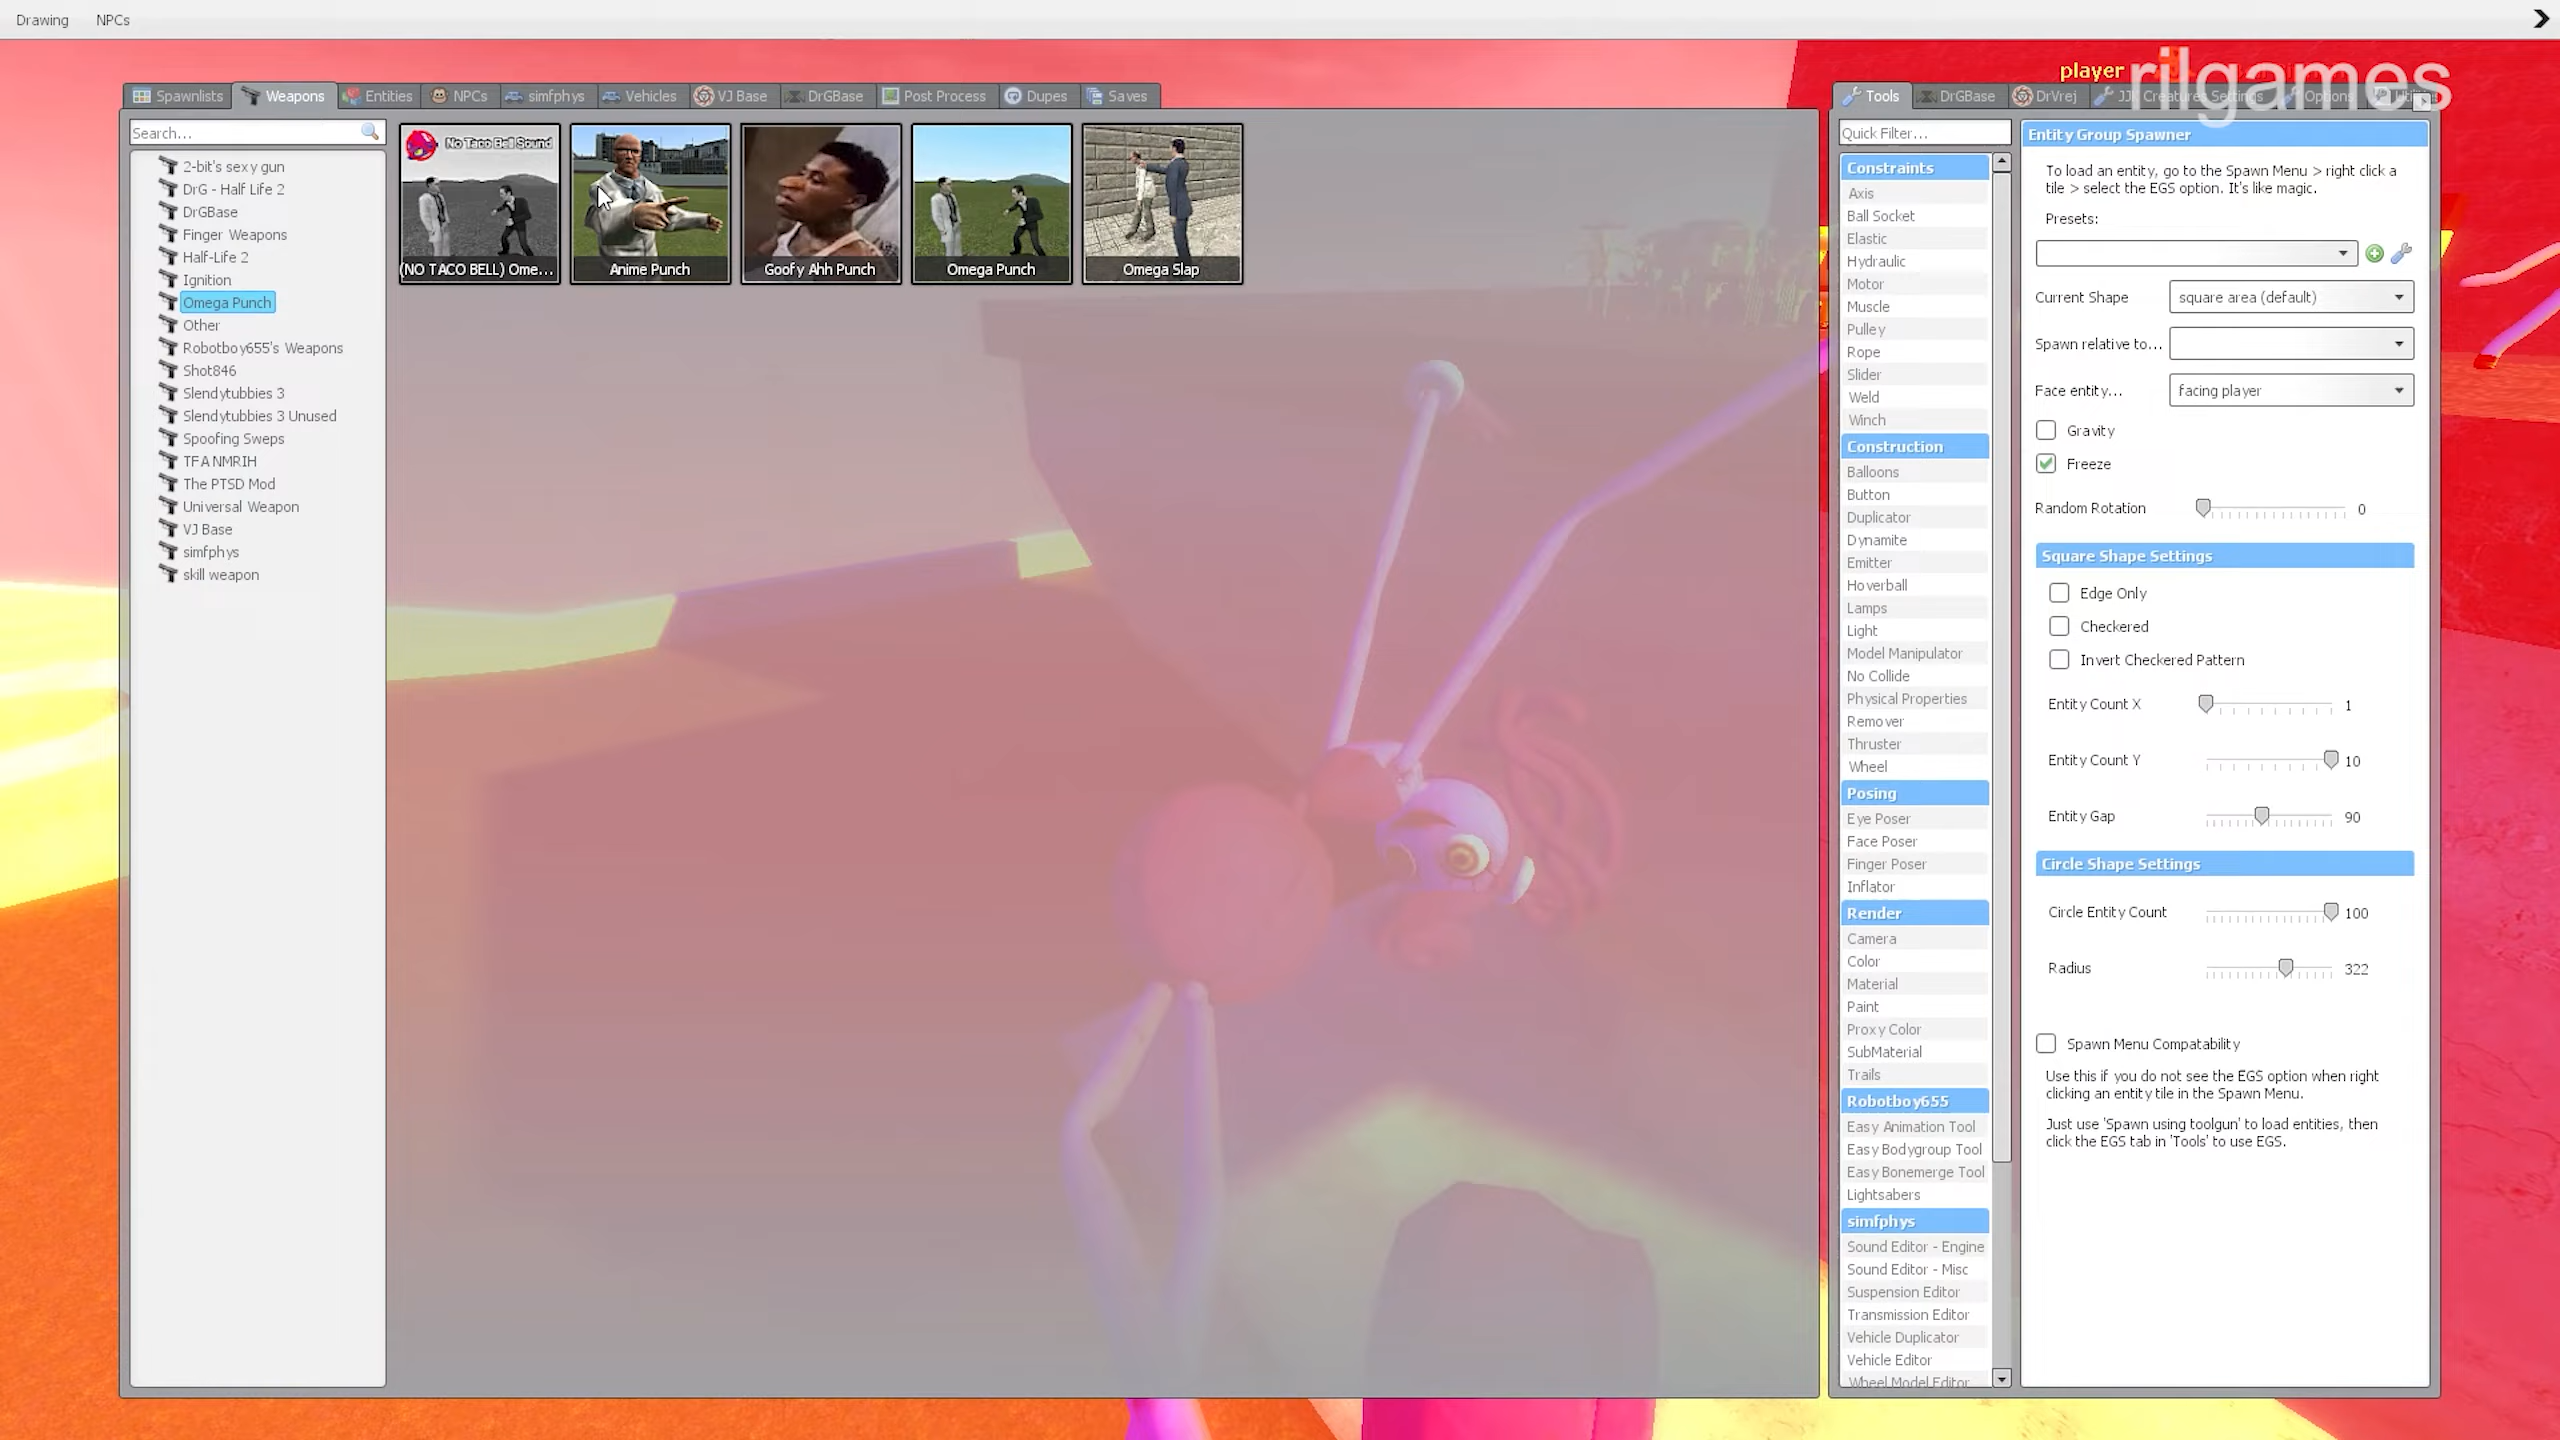 Drawing NPCs
player rilgames
Spawnlists Weapons Entities NPCs simfphys Vehicles VJ Base DrGBase Post Process Dupes Saves
Tools DrGBase DrVrej JJK Creatures Settings Options
Search...
2-bit's sexy gun
DrG - Half Life 2
DrGBase
Finger Weapons
Half-Life 2
Ignition
Omega Punch
Other
Robotboy655's Weapons
Shot846
Slendytubbies 3
Slendytubbies 3 Unused
Spoofing Sweps
TFA NMRIH
The PTSD Mod
Universal Weapon
VJ Base
simfphys
skill weapon
No Taco Bell Sound
(NO TACO BELL) Ome...
Anime Punch
Goofy Ahh Punch
Omega Punch
Omega Slap
Quick Filter...
Constraints
Axis
Ball Socket
Elastic
Hydraulic
Motor
Muscle
Pulley
Rope
Slider
Weld
Winch
Construction
Balloons
Button
Duplicator
Dynamite
Emitter
Hoverball
Lamps
Light
Model Manipulator
No Collide
Physical Properties
Remover
Thruster
Wheel
Posing
Eye Poser
Face Poser
Finger Poser
Inflator
Render
Camera
Color
Material
Paint
Proxy Color
SubMaterial
Trails
Robotboy655
Easy Animation Tool
Easy Bodygroup Tool
Easy Bonemerge Tool
Lightsabers
simfphys
Sound Editor - Engine
Sound Editor - Misc
Suspension Editor
Transmission Editor
Vehicle Duplicator
Vehicle Editor
Wheel Model Editor
Entity Group Spawner
To load an entity, go to the Spawn Menu > right click a
tile > select the EGS option. It's like magic.
Presets:
Current Shape square area (default)
Spawn relative to...
Face entity... facing player
Gravity
Freeze
Random Rotation 0
Square Shape Settings
Edge Only
Checkered
Invert Checkered Pattern
Entity Count X 1
Entity Count Y 10
Entity Gap 90
Circle Shape Settings
Circle Entity Count 100
Radius 322
Spawn Menu Compatability
Use this if you do not see the EGS option when right
clicking an entity tile in the Spawn Menu.
Just use 'Spawn using toolgun' to load entities, then
click the EGS tab in 'Tools' to use EGS.